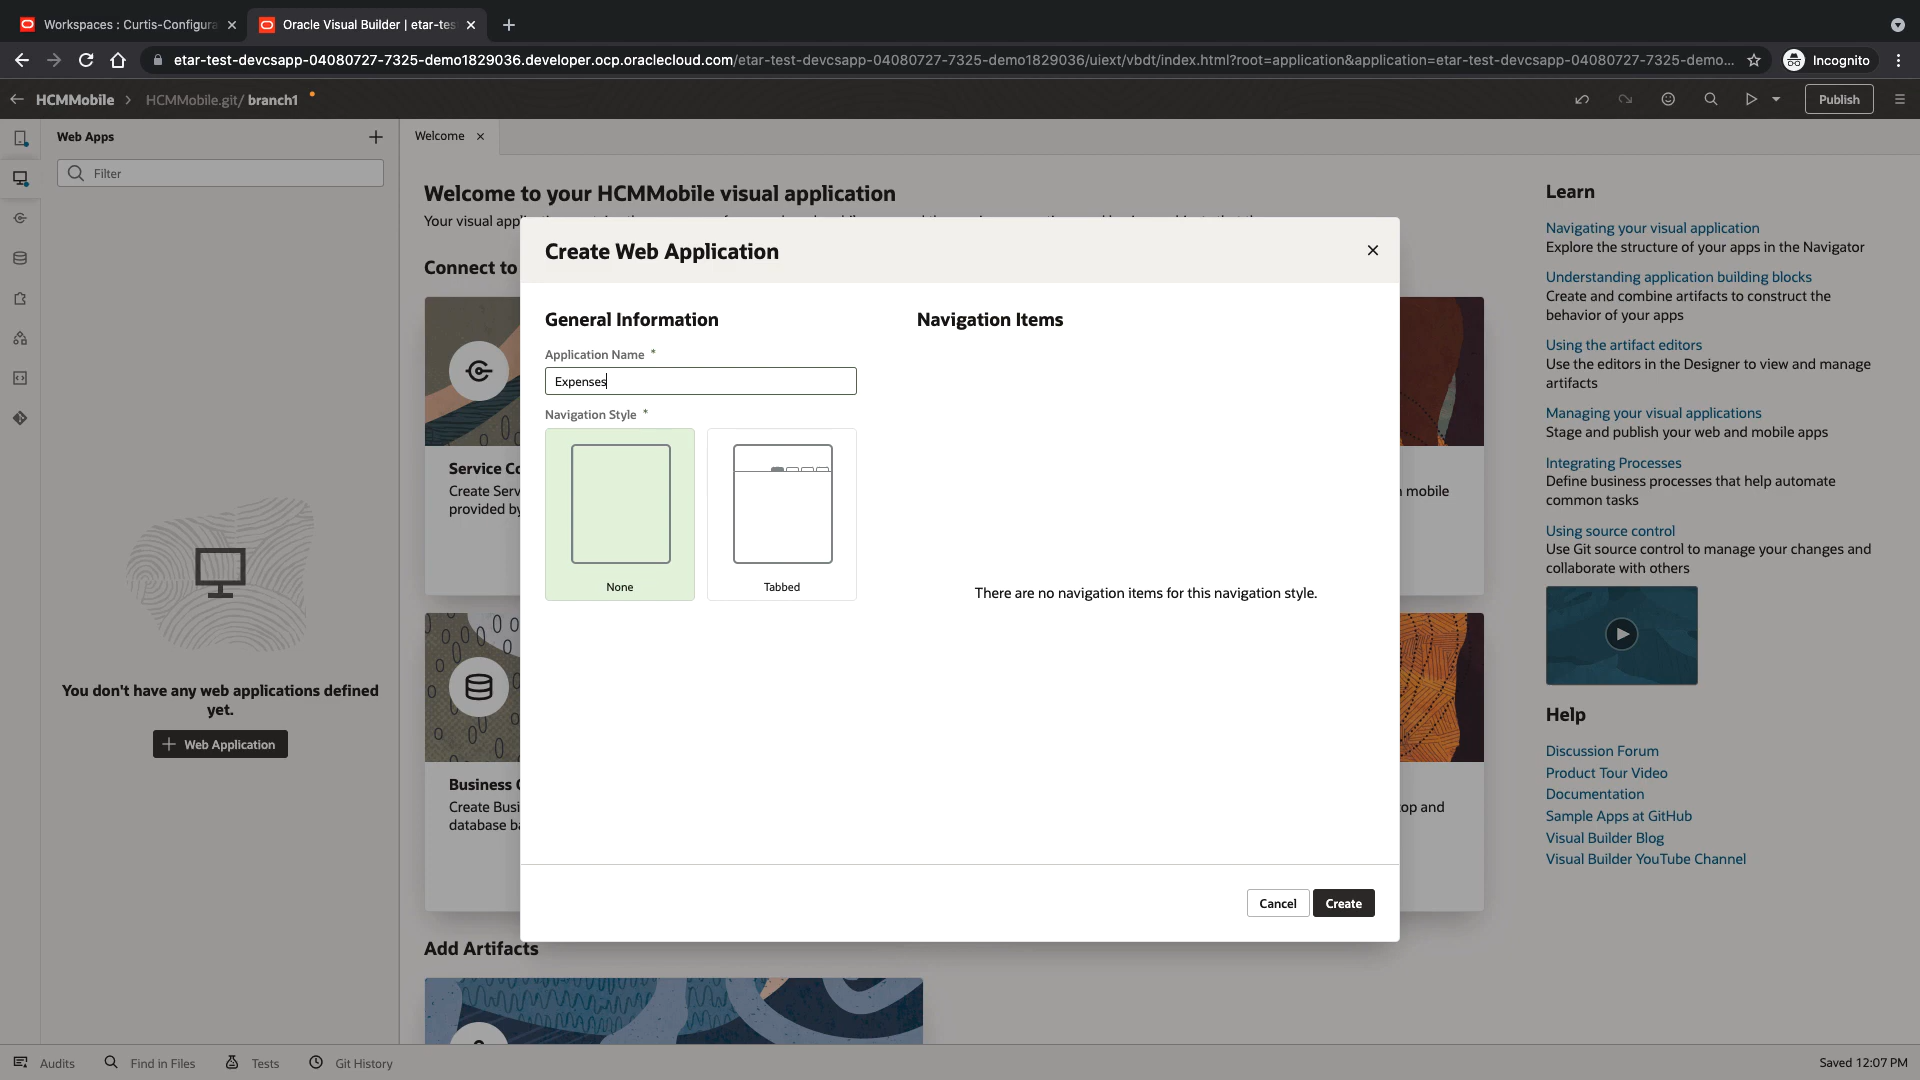 Workspaces : Curtis-Configura
Oracle Visual Builder | etar-tes
etar-test-devcsapp-04080727-7325-demo1829036.developer.ocp.oraclecloud.com/etar-test-devcsapp-04080727-7325-demo1829036/uiext/vbdt/index.html?root=application&application=etar-test-devcsapp-04080727-7325-demo...
Incognito
HCMMobile > HCMMobile.git/ branch1
Publish
Web Apps
Filter
Welcome
Welcome to your HCMMobile visual application
Connect to
Create Web Application
General Information
Navigation Items
Application Name *
Expenses
Navigation Style *
None
Tabbed
There are no navigation items for this navigation style.
Cancel
Create
You don't have any web applications defined
yet.
Web Application
Service Co
Create Serv
provided by
mobile
Business
Create Busi
database ba
op and
Add Artifacts
Learn
Navigating your visual application
Explore the structure of your apps in the Navigator
Understanding application building blocks
Create and combine artifacts to construct the
behavior of your apps
Using the artifact editors
Use the editors in the Designer to view and manage
artifacts
Managing your visual applications
Stage and publish your web and mobile apps
Integrating Processes
Define business processes that help automate
common tasks
Using source control
Use Git source control to manage your changes and
collaborate with others
Help
Discussion Forum
Product Tour Video
Documentation
Sample Apps at GitHub
Visual Builder Blog
Visual Builder YouTube Channel
Audits
Find in Files
Tests
Git History
Saved 12:07 PM